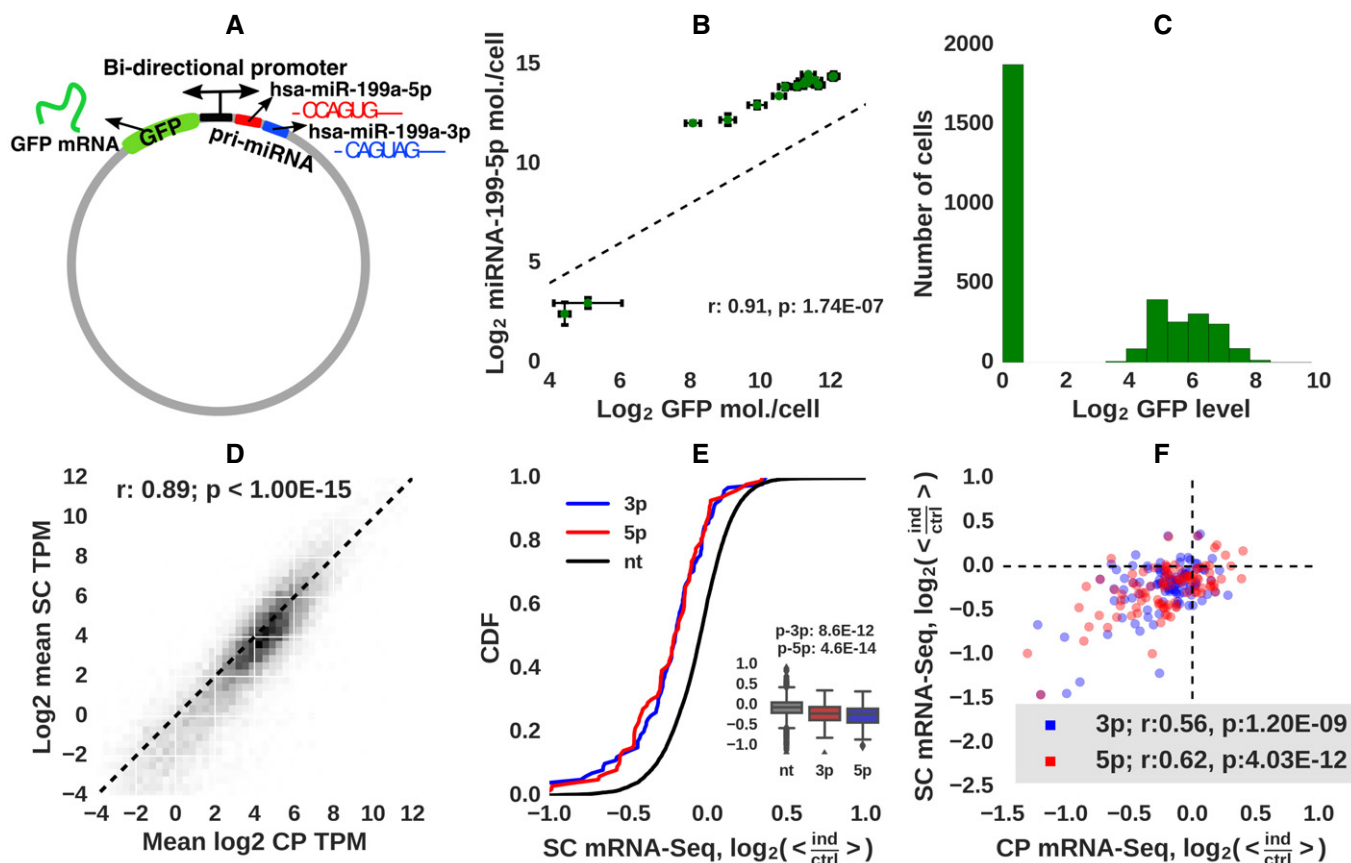 A
Bi-directional promoter
hsa-miR-199a-5p
-CCAGUG—
GFP
GFP mRNA
pri-miRNA
hsa-miR-199a-3p
-CAGUAG—
B
Log₂ miRNA-199-5p mol./cell
15
10
5
0
r: 0.91, p: 1.74E-07
4 6 8 10 12
Log₂ GFP mol./cell
C
Number of cells
2000
1500
1000
500
0
0 2 4 6 8 10
Log₂ GFP level
D
r: 0.89; p < 1.00E-15
Log2 mean SC TPM
12
10
8
6
4
2
0
−2
−4
−4 −2 0 2 4 6 8 10 12
Mean log2 CP TPM
E
CDF
1.0
0.8
0.6
0.4
0.2
0.0
3p
5p
nt
p-3p: 8.6E-12
p-5p: 4.6E-14
1.0
0.5
0.0
−0.5
−1.0
nt 3p 5p
−1.0 −0.5 0.0 0.5 1.0
SC mRNA-Seq, log₂( < ind/ctrl > )
F
SC mRNA-Seq, log₂( < ind/ctrl > )
1.0
0.5
0.0
−0.5
−1.0
−1.5
−2.0
−2.5
3p; r:0.56, p:1.20E-09
5p; r:0.62, p:4.03E-12
−1.5 −1.0 −0.5 0.0 0.5 1.0
CP mRNA-Seq, log₂( < ind/ctrl > )